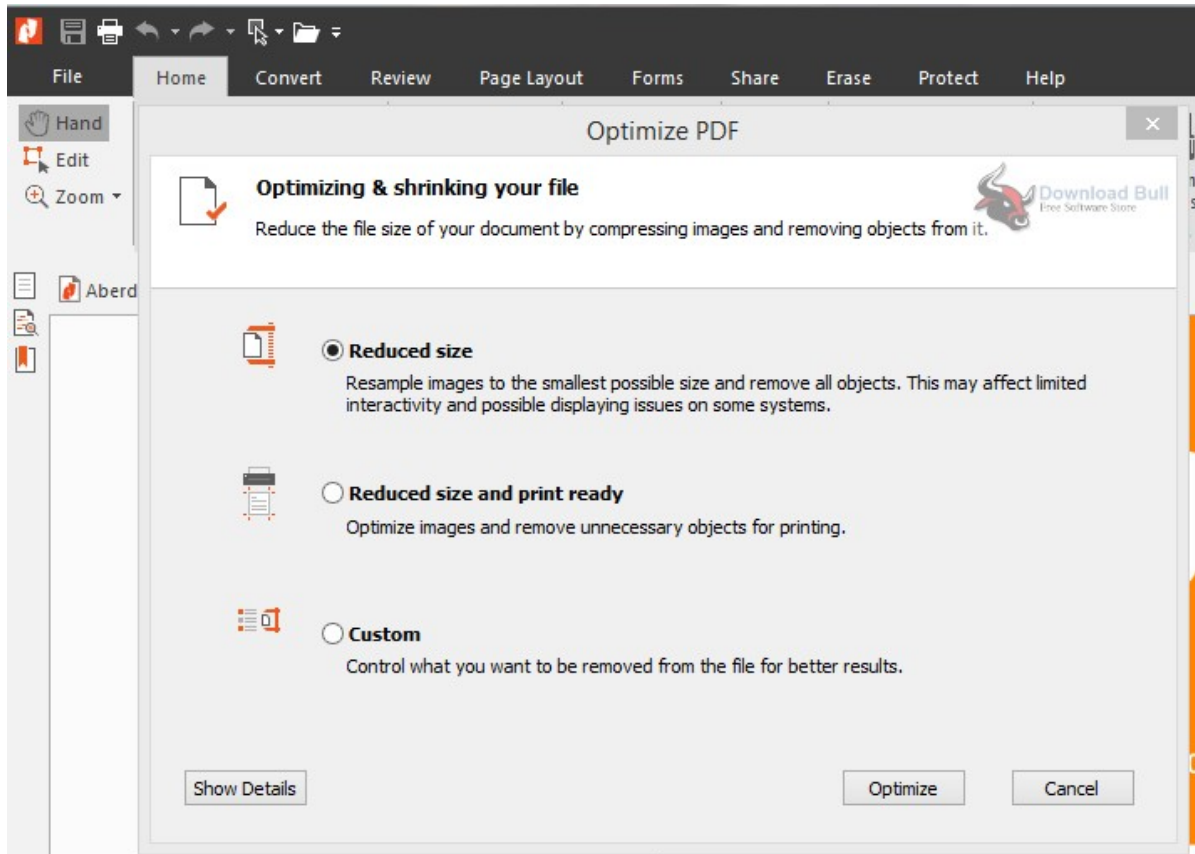 File Home Convert Review Page Layout Forms Share Erase Protect Help
Hand
Edit
Zoom
Aberd
Optimize PDF
Optimizing & shrinking your file
Reduce the file size of your document by compressing images and removing objects from it.
Download Bull
Free Software Store
Reduced size
Resample images to the smallest possible size and remove all objects. This may affect limited
interactivity and possible displaying issues on some systems.
Reduced size and print ready
Optimize images and remove unnecessary objects for printing.
Custom
Control what you want to be removed from the file for better results.
Show Details Optimize Cancel